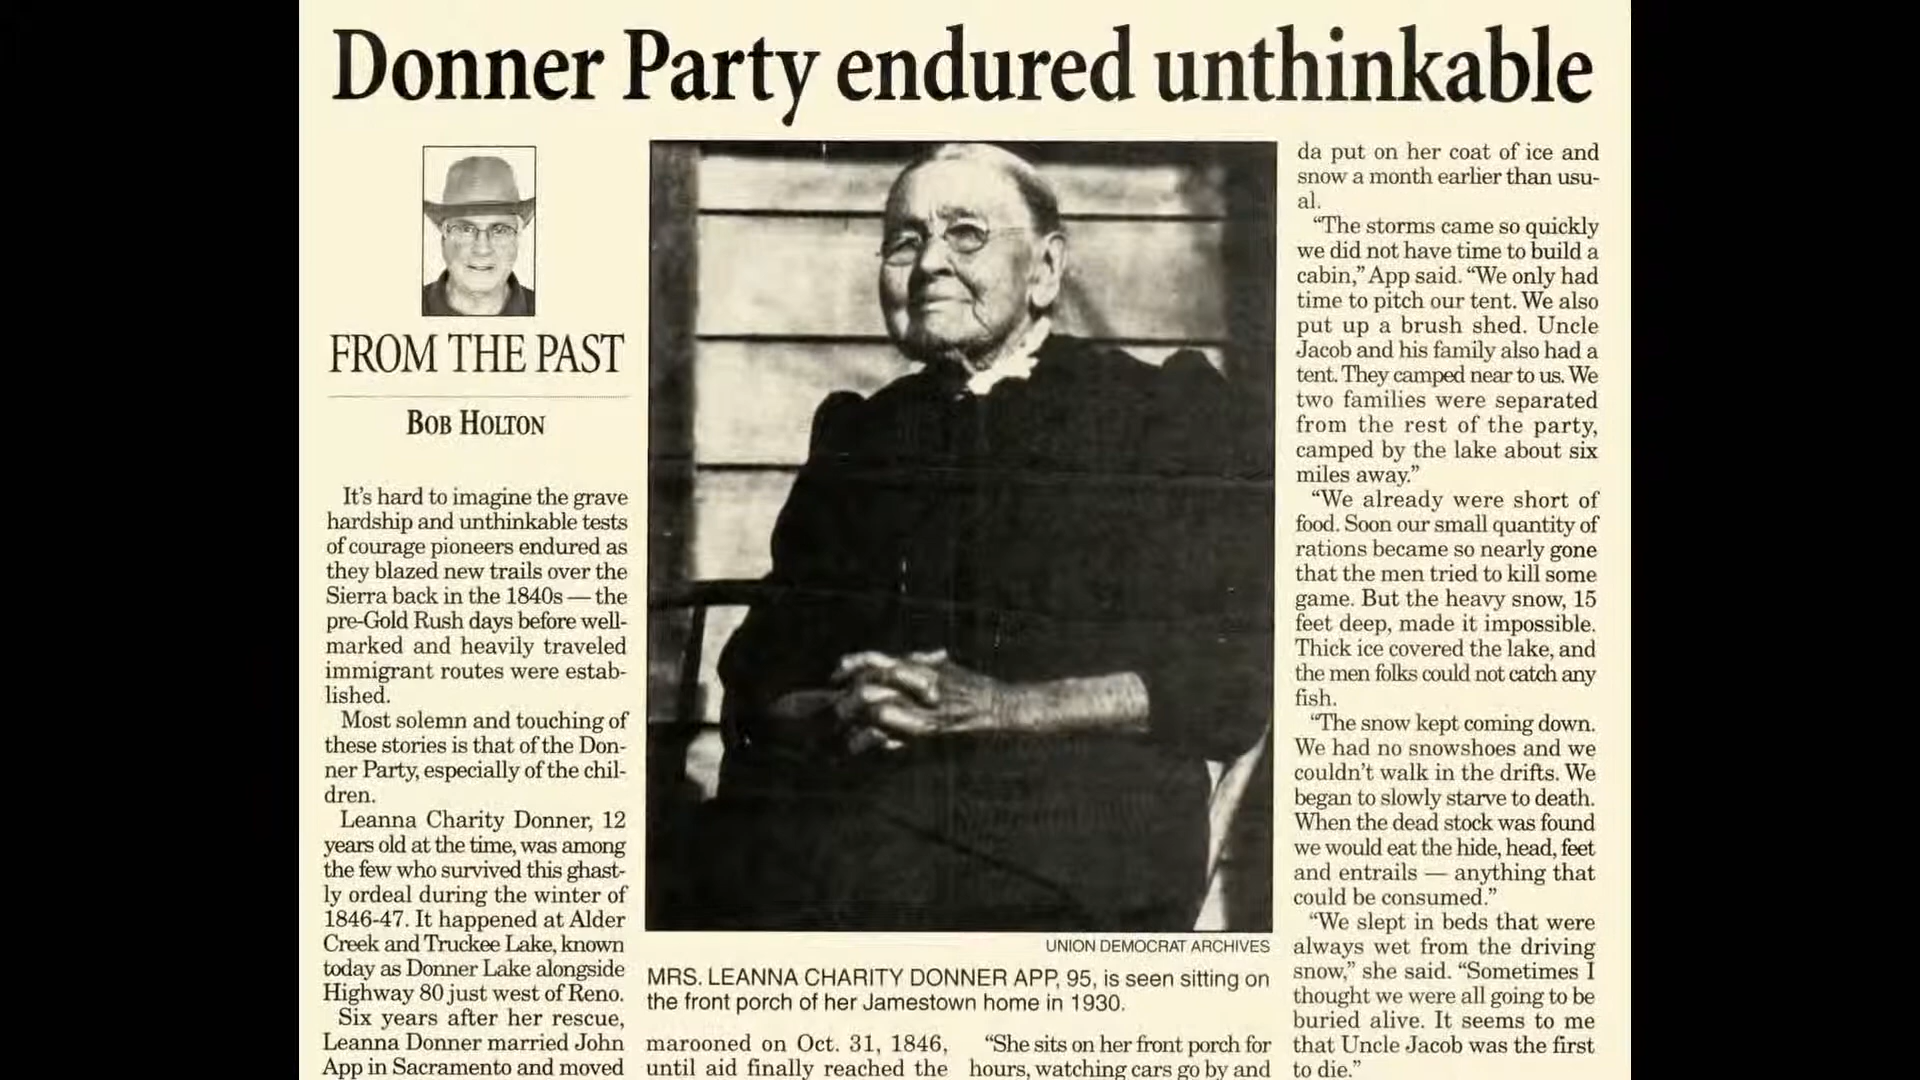 Donner Party endured unthinkable
FROM THE PAST
BOB HOLTON
It's hard to imagine the grave
hardship and unthinkable tests
of courage pioneers endured as
they blazed new trails over the
Sierra back in the 1840s — the
pre-Gold Rush days before well-
marked and heavily traveled
immigrant routes were estab-
lished.
Most solemn and touching of
these stories is that of the Don-
ner Party, especially of the chil-
dren.
Leanna Charity Donner, 12
years old at the time, was among
the few who survived this ghast-
ly ordeal during the winter of
1846-47. It happened at Alder
Creek and Truckee Lake, known
today as Donner Lake alongside
Highway 80 just west of Reno.
Six years after her rescue,
Leanna Donner married John
App in Sacramento and moved
UNION DEMOCRAT ARCHIVES
MRS. LEANNA CHARITY DONNER APP, 95, is seen sitting on
the front porch of her Jamestown home in 1930.
marooned on Oct. 31, 1846,
until aid finally reached the
“She sits on her front porch for
hours, watching cars go by and
da put on her coat of ice and
snow a month earlier than usu-
al.
“The storms came so quickly
we did not have time to build a
cabin,” App said. “We only had
time to pitch our tent. We also
put up a brush shed. Uncle
Jacob and his family also had a
tent. They camped near to us. We
two families were separated
from the rest of the party,
camped by the lake about six
miles away.”
“We already were short of
food. Soon our small quantity of
rations became so nearly gone
that the men tried to kill some
game. But the heavy snow, 15
feet deep, made it impossible.
Thick ice covered the lake, and
the men folks could not catch any
fish.
“The snow kept coming down.
We had no snowshoes and we
couldn't walk in the drifts. We
began to slowly starve to death.
When the dead stock was found
we would eat the hide, head, feet
and entrails — anything that
could be consumed.”
“We slept in beds that were
always wet from the driving
snow,” she said. “Sometimes I
thought we were all going to be
buried alive. It seems to me
that Uncle Jacob was the first
to die.”